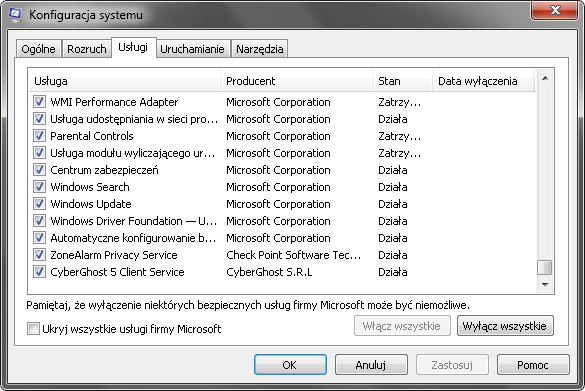 Konfiguracja systemu
Ogólne Rozruch Usługi Uruchamianie Narzędzia
Usługa Producent Stan Data wyłączenia
WMI Performance Adapter Microsoft Corporation Zatrzy...
Usługa udostępniania w sieci pro... Microsoft Corporation Działa
Parental Controls Microsoft Corporation Zatrzy...
Usługa modułu wyliczającego ur... Microsoft Corporation Zatrzy...
Centrum zabezpieczeń Microsoft Corporation Działa
Windows Search Microsoft Corporation Działa
Windows Update Microsoft Corporation Działa
Windows Driver Foundation — U... Microsoft Corporation Działa
Automatyczne konfigurowanie b... Microsoft Corporation Działa
ZoneAlarm Privacy Service Check Point Software Tec... Działa
CyberGhost 5 Client Service CyberGhost S.R.L Działa
Pamiętaj, że wyłączenie niektórych bezpiecznych usług firmy Microsoft może być niemożliwe.
Włącz wszystkie Wyłącz wszystkie
Ukryj wszystkie usługi firmy Microsoft
OK Anuluj Zastosuj Pomoc